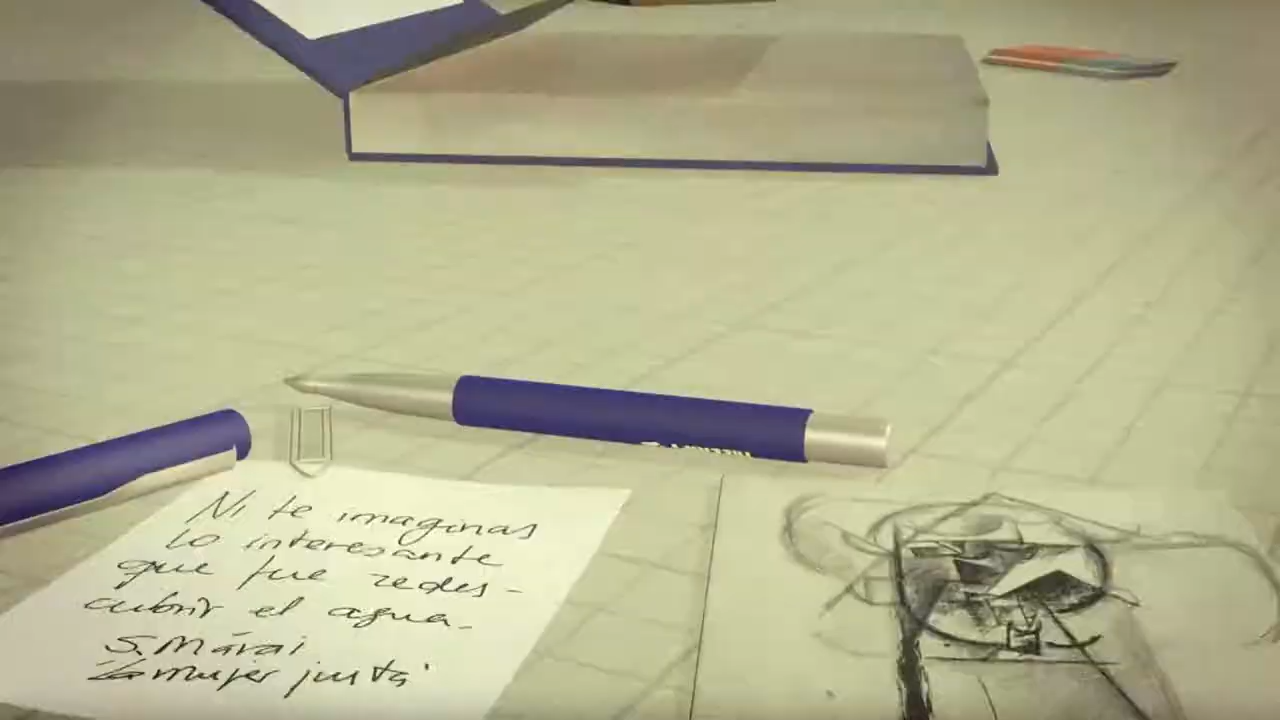 Ni te imaginas
lo interesante
que fue redes-
cubrir el agua.
S. Márai
"La mujer justa"